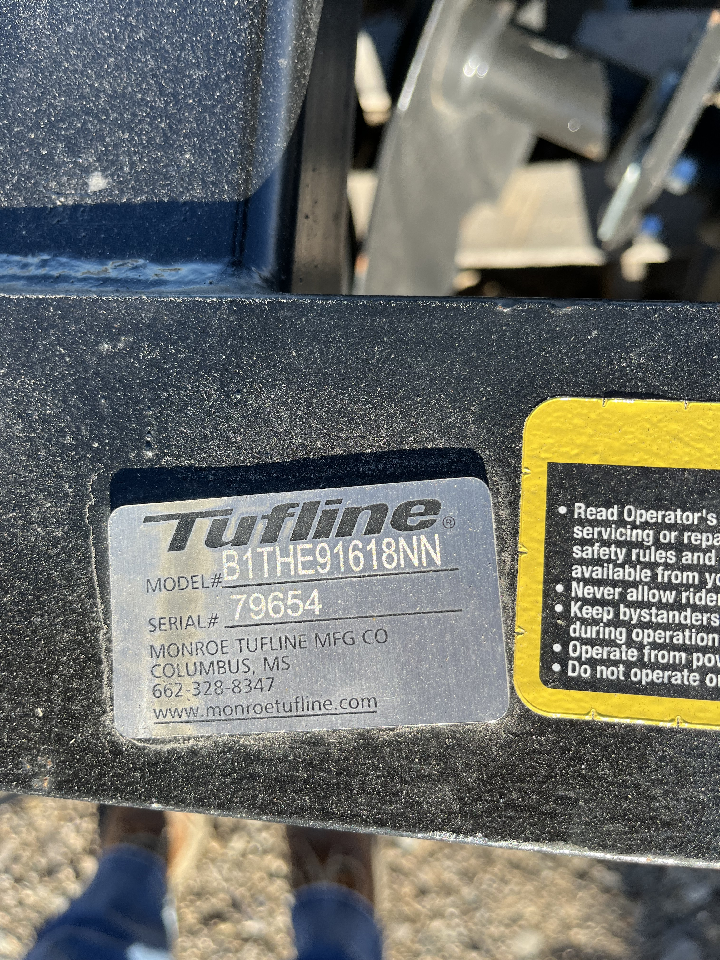 Tufline®
MODEL# B1THE91618NN
SERIAL# 79654
MONROE TUFLINE MFG CO
COLUMBUS, MS
662-328-8347
www.monroetufline.com
• Read Operator's
servicing or repa
safety rules and
available from yo
• Never allow rider
• Keep bystanders
during operation
• Operate from pow
• Do not operate ou